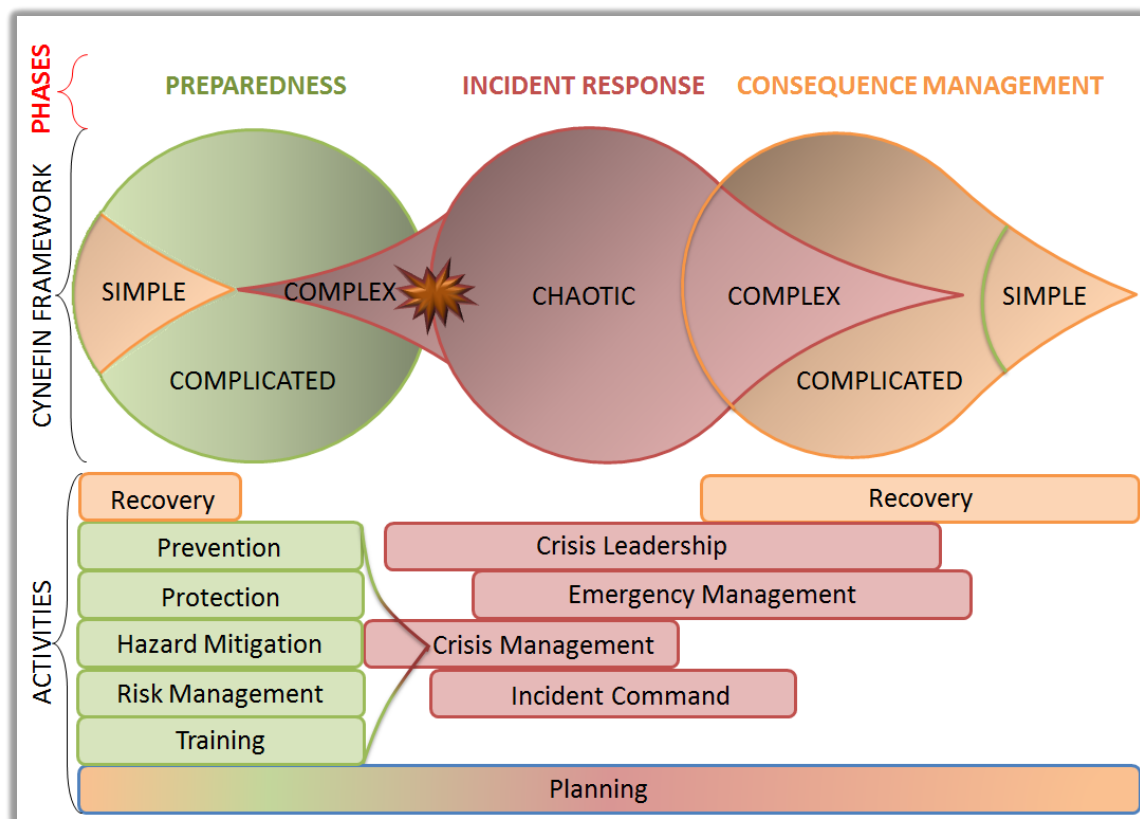 PHASES
PREPAREDNESS
INCIDENT RESPONSE
CONSEQUENCE MANAGEMENT
CYNEFIN FRAMEWORK
SIMPLE
COMPLEX
COMPLICATED
CHAOTIC
COMPLEX
COMPLICATED
SIMPLE
ACTIVITIES
Recovery
Recovery
Prevention
Crisis Leadership
Protection
Emergency Management
Hazard Mitigation
Crisis Management
Risk Management
Incident Command
Training
Planning